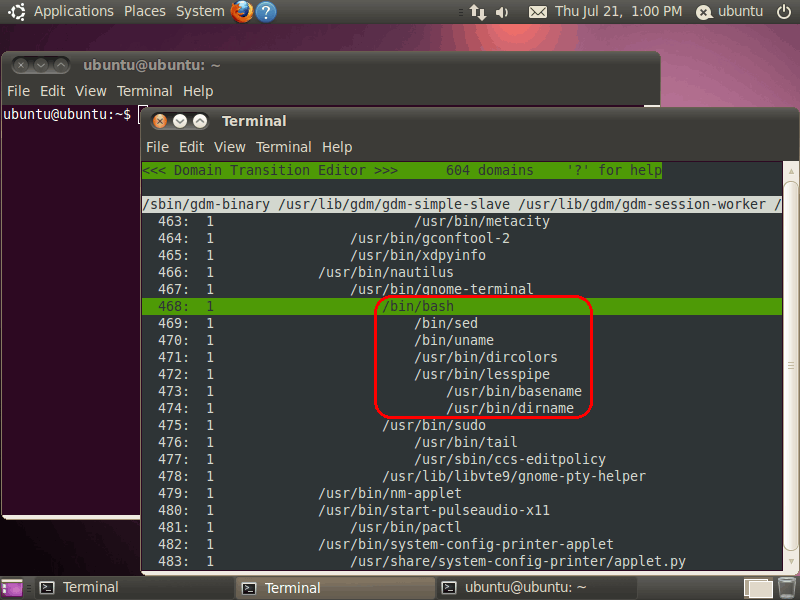 Applications Places System ? Thu Jul 21, 1:00 PM ubuntu
ubuntu@ubuntu: ~
File Edit View Terminal Help
ubuntu@ubuntu:~$
Terminal
File Edit View Terminal Help
<<< Domain Transition Editor >>> 604 domains '?' for help
/sbin/gdm-binary /usr/lib/gdm/gdm-simple-slave /usr/lib/gdm/gdm-session-worker /
463: 1 /usr/bin/metacity
464: 1 /usr/bin/gconftool-2
465: 1 /usr/bin/xdpyinfo
466: 1 /usr/bin/nautilus
467: 1 /usr/bin/gnome-terminal
468: 1 /bin/bash
469: 1 /bin/sed
470: 1 /bin/uname
471: 1 /usr/bin/dircolors
472: 1 /usr/bin/lesspipe
473: 1 /usr/bin/basename
474: 1 /usr/bin/dirname
475: 1 /usr/bin/sudo
476: 1 /usr/bin/tail
477: 1 /usr/sbin/ccs-editpolicy
478: 1 /usr/lib/libvte9/gnome-pty-helper
479: 1 /usr/bin/nm-applet
480: 1 /usr/bin/start-pulseaudio-x11
481: 1 /usr/bin/pactl
482: 1 /usr/bin/system-config-printer-applet
483: 1 /usr/share/system-config-printer/applet.py
Terminal Terminal ubuntu@ubuntu: ~